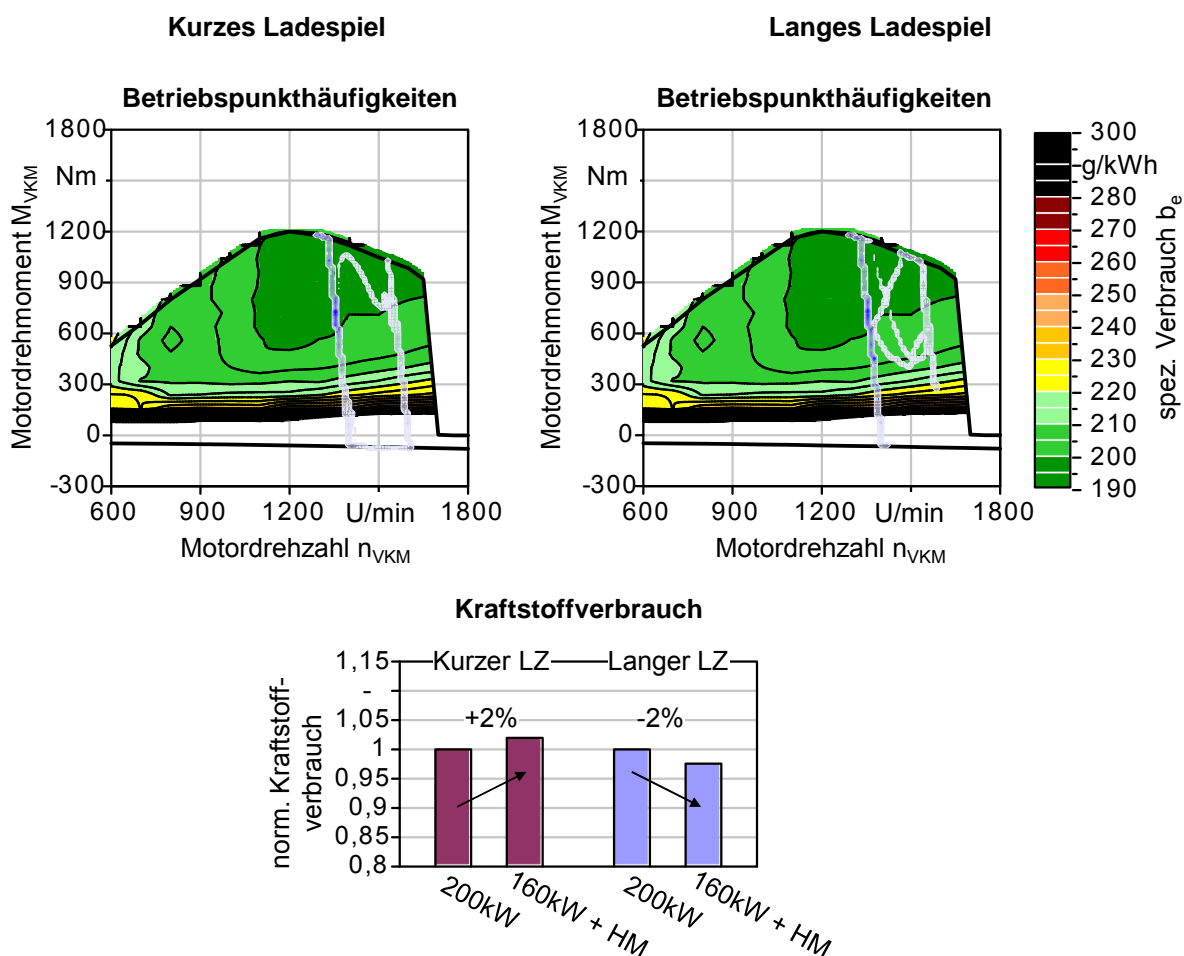 Kurzes Ladespiel
Langes Ladespiel
Betriebspunkthäufigkeiten
Betriebspunkthäufigkeiten
1800
Nm
1200
900
600
300
0
-300
Motordrehmoment M_VKM
600
900
1200
U/min
1800
Motordrehzahl n_VKM
1800
Nm
1200
900
600
300
0
-300
Motordrehmoment M_VKM
600
900
1200
U/min
1800
Motordrehzahl n_VKM
300
g/kWh
280
270
260
250
240
230
220
210
200
190
spez. Verbrauch b_e
Kraftstoffverbrauch
1,15
-
1,05
1
0,95
0,9
0,85
0,8
norm. Kraftstoff-
verbrauch
Kurzer LZ
Langer LZ
+2%
-2%
200kW
160kW + HM
200kW
160kW + HM